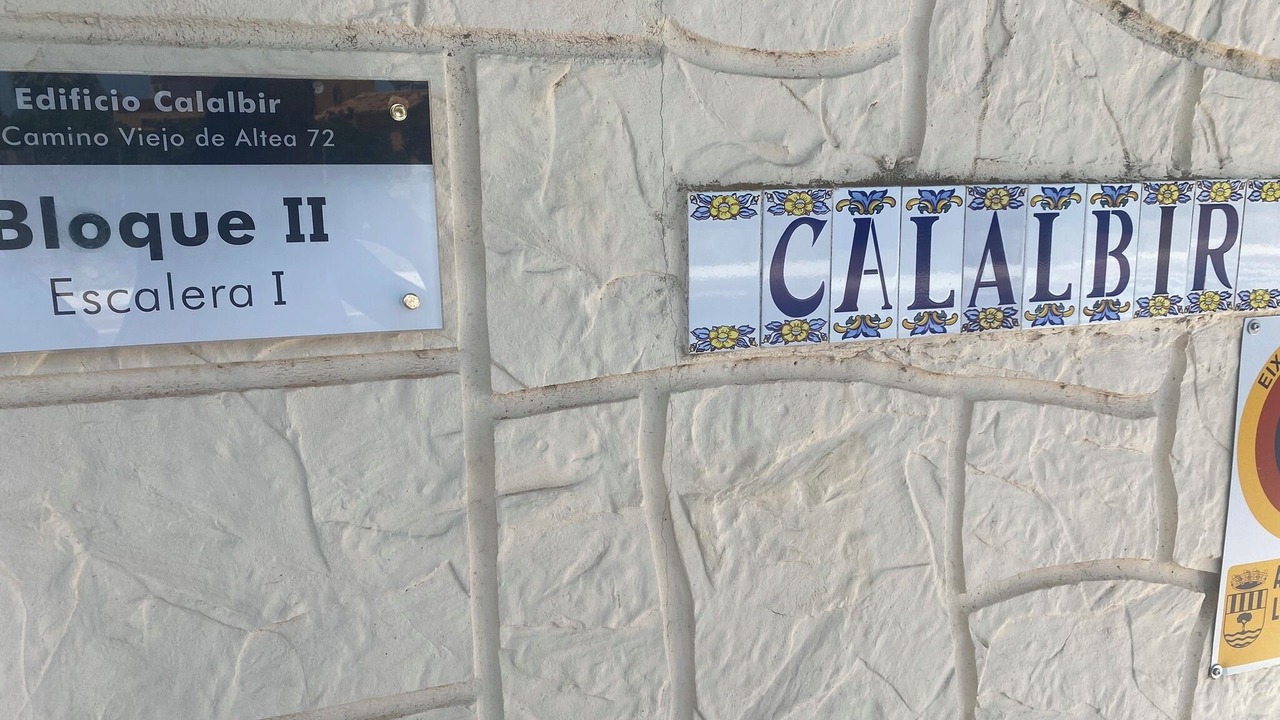 Edificio Calalbir
Camino Viejo de Altea 72
Bloque II
Escalera I
CALALBIR